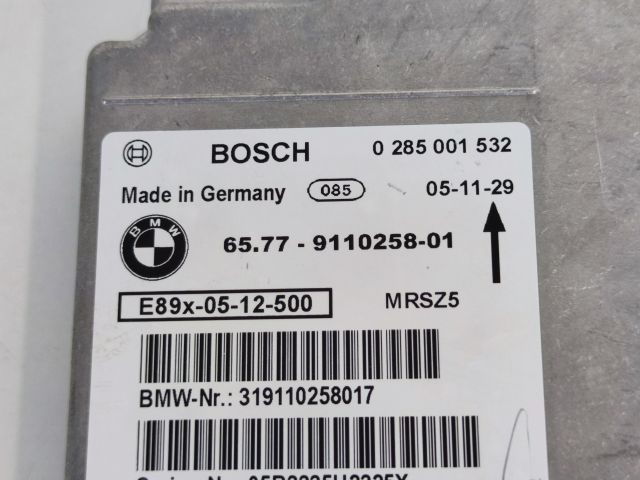 BOSCH 0 285 001 532
Made in Germany 085 05-11-29
BMW 65.77 - 9110258-01
E89x-05-12-500 MRSZ5
BMW-Nr.: 319110258017